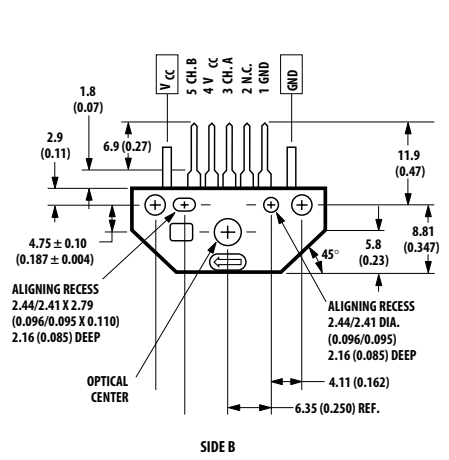 V CC
5 CH. B
4 V CC
3 CH. A
2 N.C.
1 GND
GND
1.8
(0.07)
2.9
(0.11)
6.9 (0.27)
11.9
(0.47)
4.75 ± 0.10
(0.187 ± 0.004)
8.81
(0.347)
5.8
(0.23)
45°
ALIGNING RECESS
2.44/2.41 X 2.79
(0.096/0.095 X 0.110)
2.16 (0.085) DEEP
ALIGNING RECESS
2.44/2.41 DIA.
(0.096/0.095)
2.16 (0.085) DEEP
OPTICAL
CENTER
4.11 (0.162)
6.35 (0.250) REF.
SIDE B